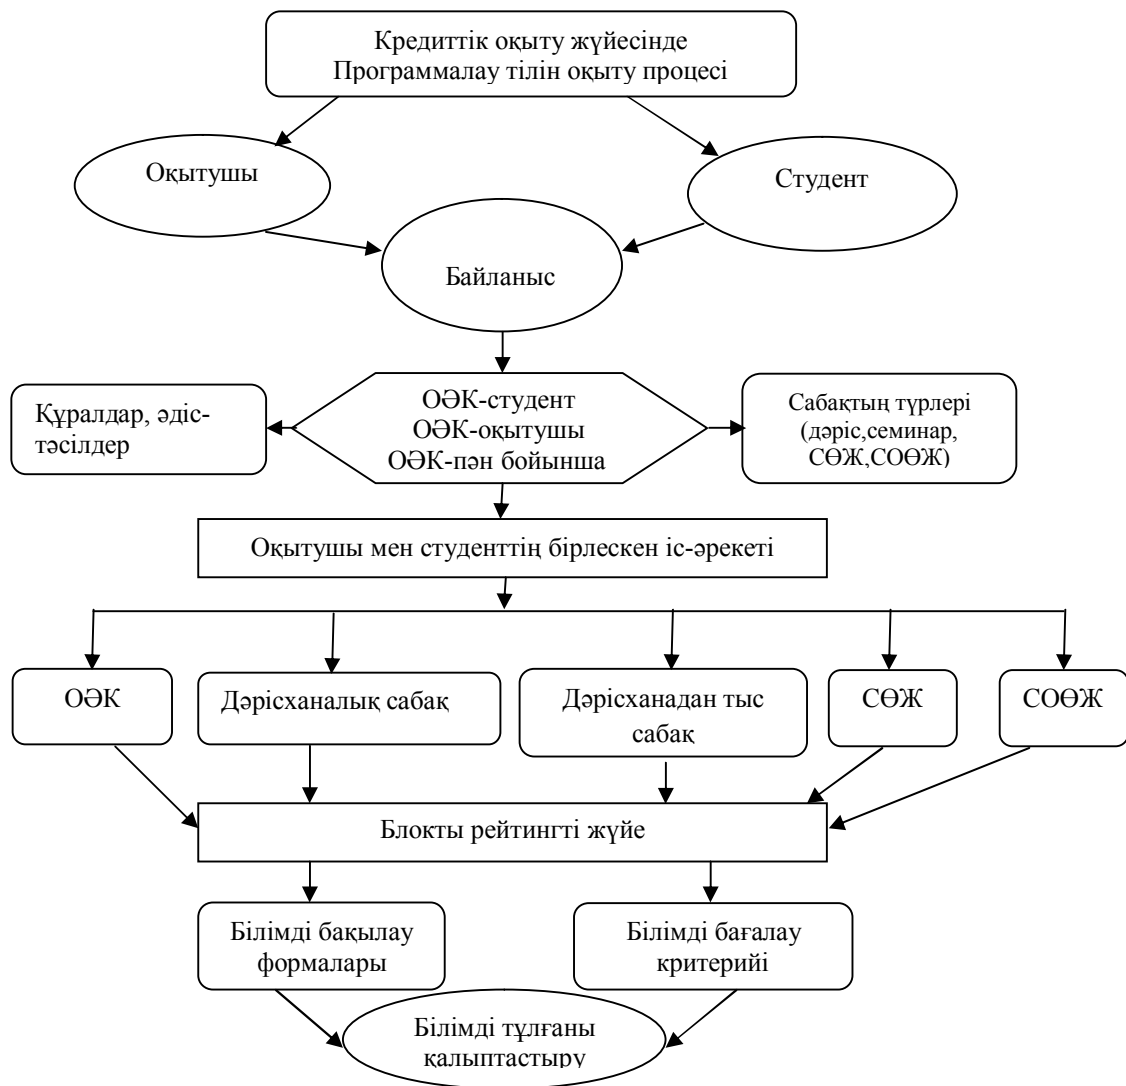 Кредиттік оқыту жүйесінде
Программалау тілін оқыту процесі
Оқытушы
Студент
Байланыс
Құралдар, әдіс-
тәсілдер
ОӘК-студент
ОӘК-оқытушы
ОӘК-пән бойынша
Сабақтың түрлері
(дәріс,семинар,
СӨЖ,СОӨЖ)
Оқытушы мен студенттің бірлескен іс-әрекеті
ОӘК
Дәрісханалық сабақ
Дәрісханадан тыс
сабақ
СӨЖ
СОӨЖ
Блокты рейтингті жүйе
Білімді бақылау
формалары
Білімді бағалау
критерийі
Білімді тұлғаны
қалыптастыру